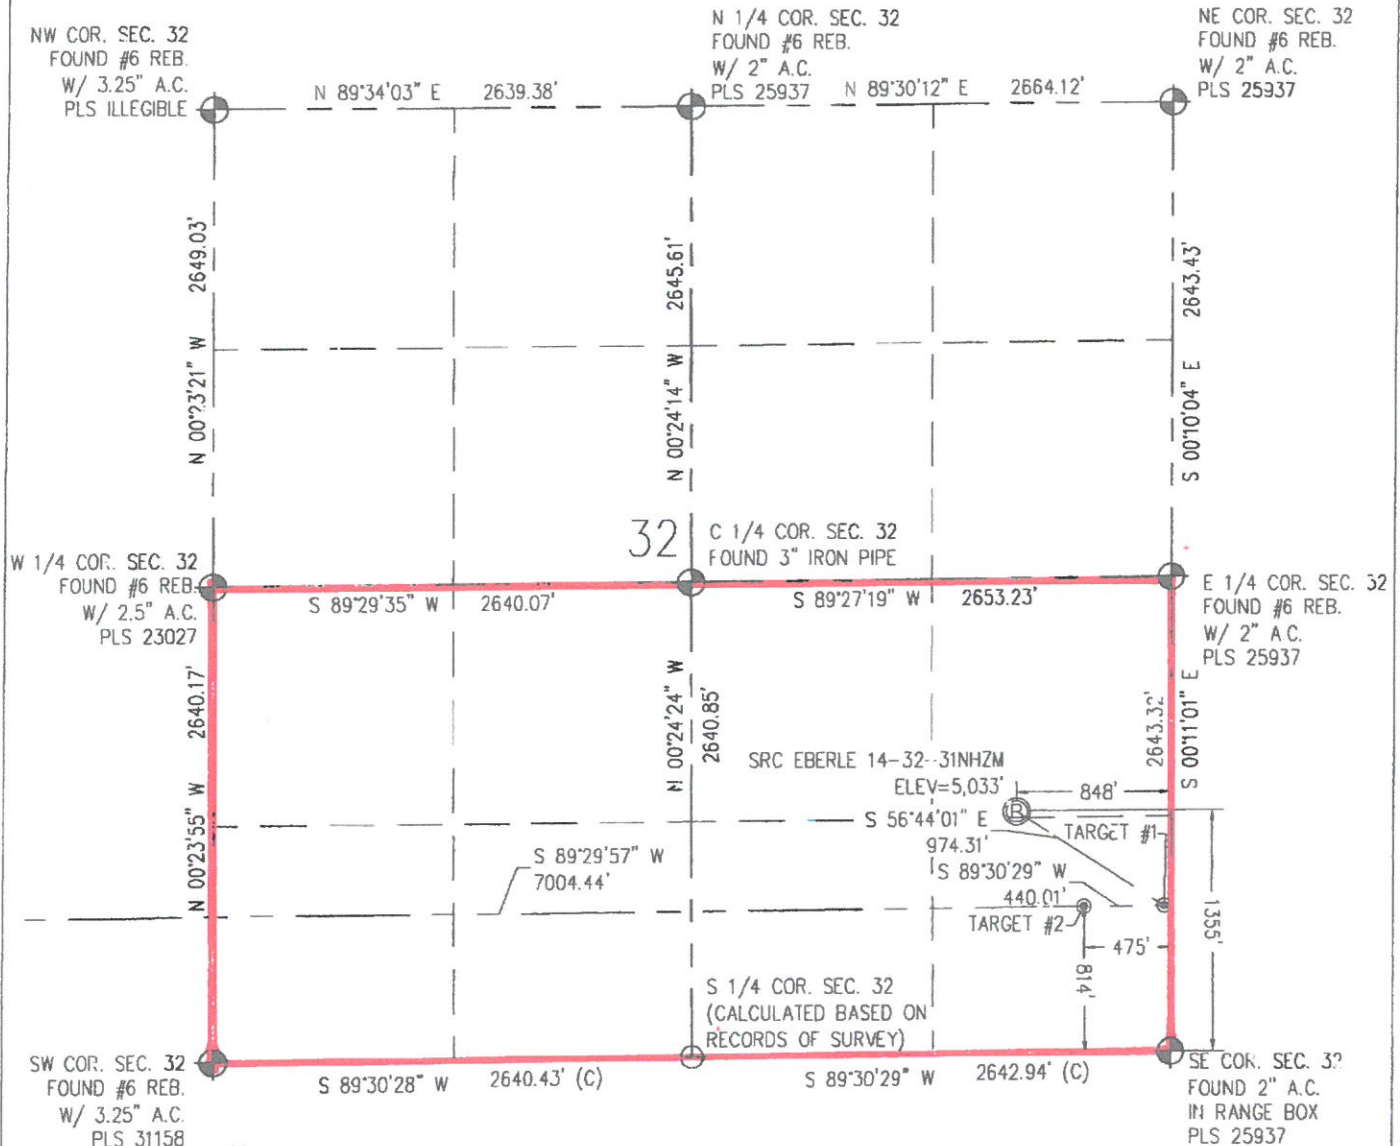 NW COR. SEC. 32
FOUND #6 REB.
W/ 3.25" A.C.
PLS ILLEGIBLE
N 1/4 COR. SEC. 32
FOUND #6 REB.
W/ 2" A.C.
PLS 25937
NE COR. SEC. 32
FOUND #6 REB.
W/ 2" A.C.
PLS 25937
N 89°34'03" E 2639.38'
N 89°30'12" E 2664.12'
N 00°23'21" W 2649.03'
N 00°24'14" W 2645.61'
S 00°10'04" E 2643.43'
32
C 1/4 COR. SEC. 32
FOUND 3" IRON PIPE
W 1/4 COR. SEC. 32
FOUND #6 REB.
W/ 2.5" A.C.
PLS 23027
E 1/4 COR. SEC. 32
FOUND #6 REB.
W/ 2" A.C.
PLS 25937
S 89°29'35" W 2640.07'
S 89°27'19" W 2653.23'
N 00°23'55" W 2640.17'
N 00°24'24" W
2640.85'
2643.32'
S 00°11'01" E
SRC EBERLE 14-32-31NHZM
ELEV=5,033'
848'
B
S 56°44'01" E
974.31'
TARGET #1
S 89°30'29" W
440.01'
TARGET #2
475'
814'
1355'
S 89°29'57" W
7004.44'
S 1/4 COR. SEC. 32
(CALCULATED BASED ON
RECORDS OF SURVEY)
SW COR. SEC. 32
FOUND #6 REB.
W/ 3.25" A.C.
PLS 31158
S 89°30'28" W 2640.43' (C)
S 89°30'29" W 2642.94' (C)
SE COR. SEC. 32
FOUND 2" A.C.
IN RANGE BOX
PLS 25937